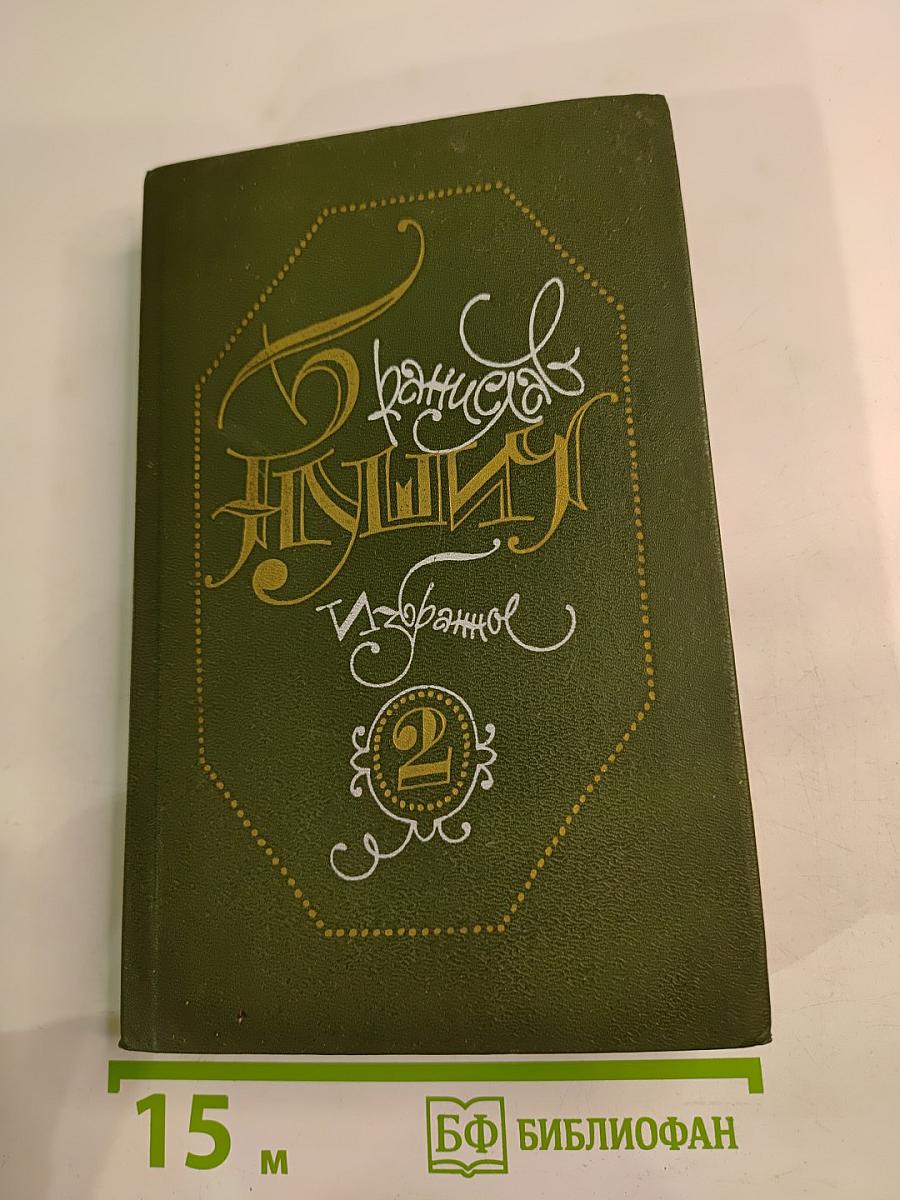 Бранислав
Нушич
Избранное
2
15 м
БФ БИБЛИОФАН